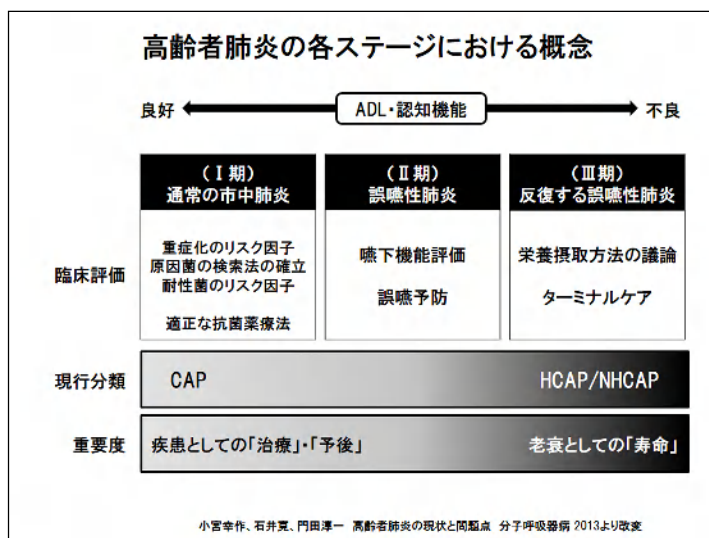 高齢者肺炎の各ステージにおける概念
良好 ADL・認知機能 不良
(Ⅰ期)
通常の市中肺炎
(Ⅱ期)
誤嚥性肺炎
(Ⅲ期)
反復する誤嚥性肺炎
臨床評価
重症化のリスク因子
原因菌の検索法の確立
耐性菌のリスク因子
適正な抗菌薬療法
嚥下機能評価
誤嚥予防
栄養摂取方法の議論
ターミナルケア
現行分類 CAP HCAP/NHCAP
重要度 疾患としての「治療」・「予後」 老衰としての「寿命」
小宮幸作、石井寛、門田淳一 高齢者肺炎の現状と問題点 分子呼吸器病 2013より改変